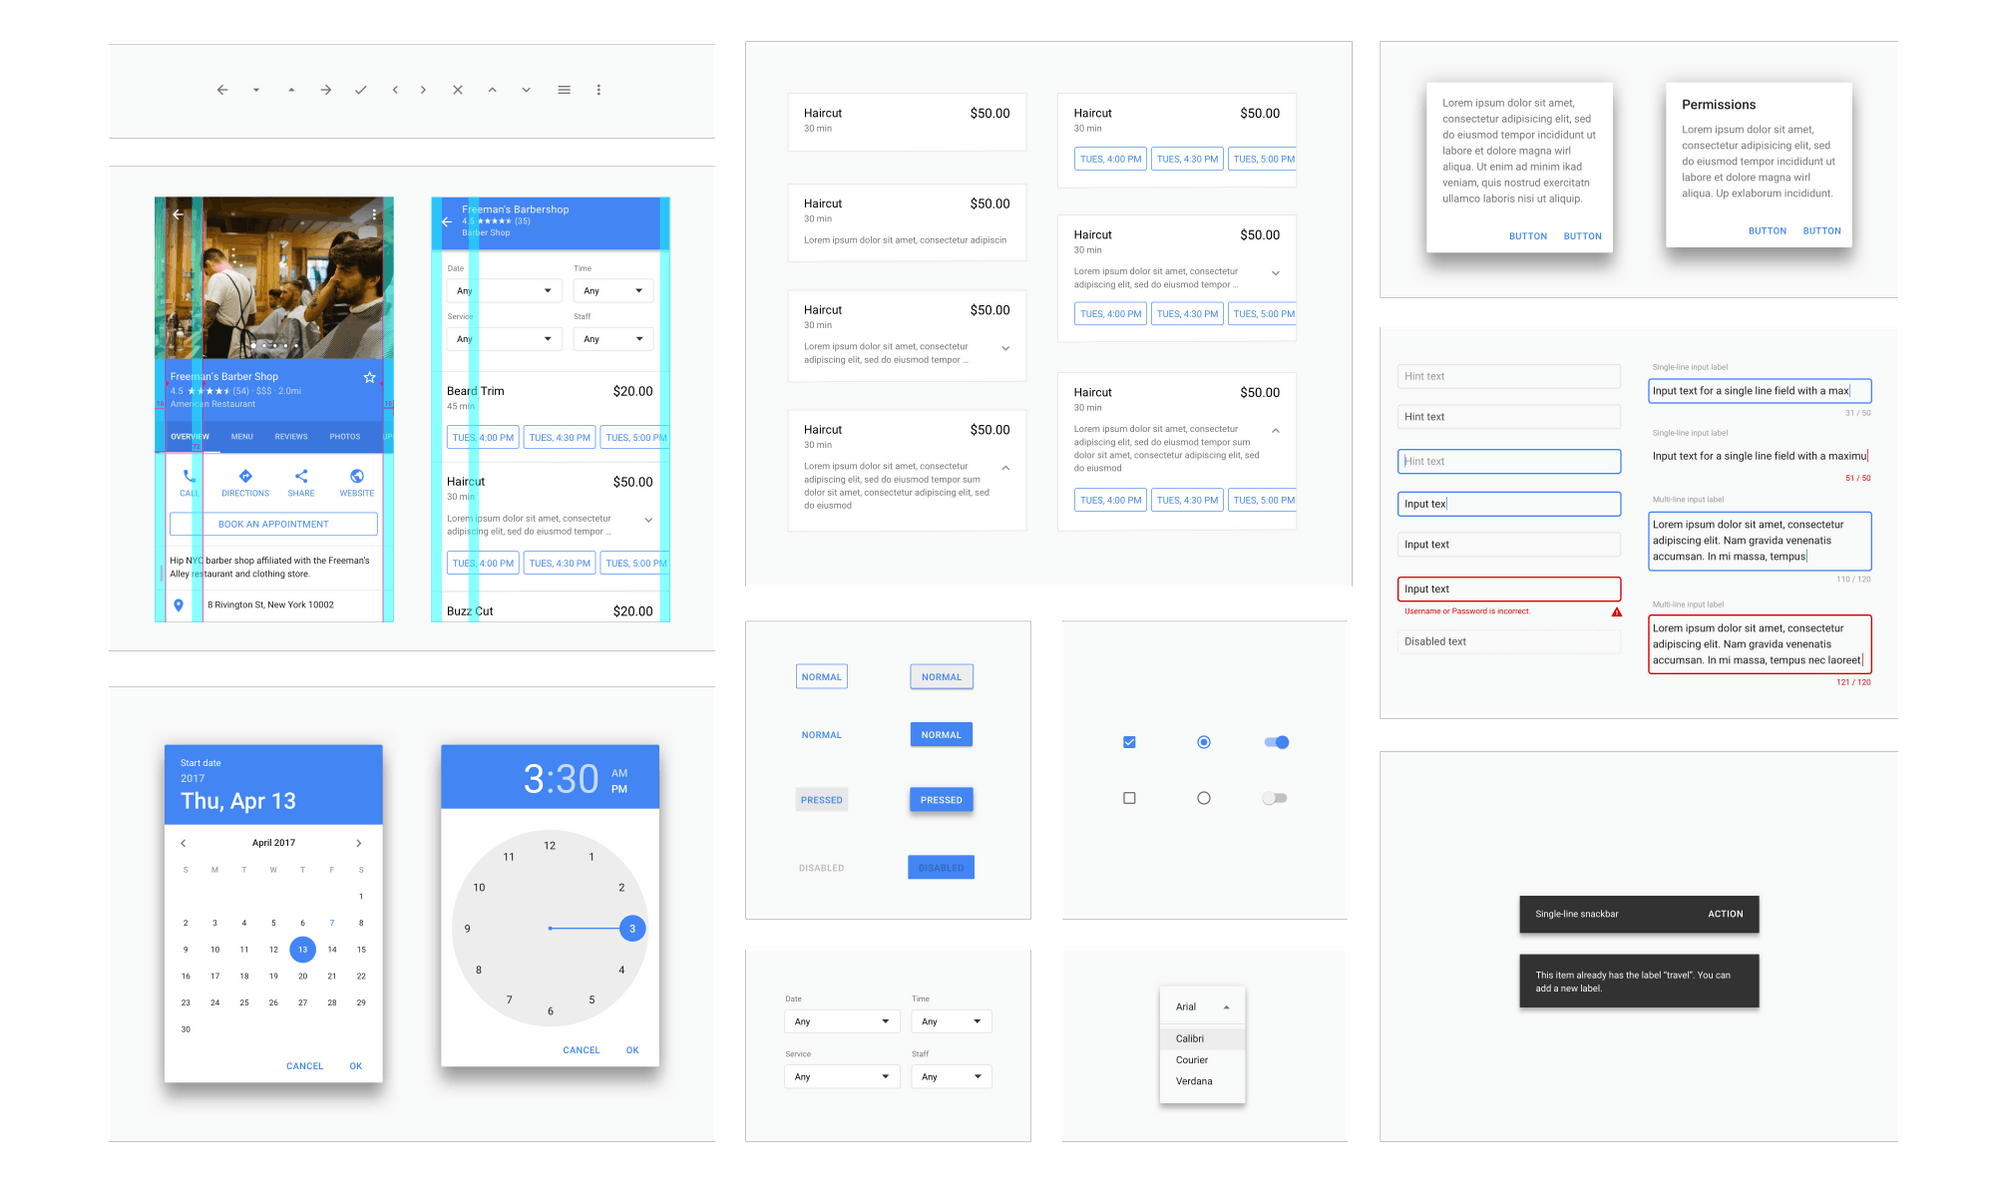 Freeman's Barber Shop
4.5 (54) · $$$ · 2.0mi
American Restaurant
16
16
OVERVIEW MENU REVIEWS PHOTOS UP
72
CALL DIRECTIONS SHARE WEBSITE
BOOK AN APPOINTMENT
Hip NYC barber shop affiliated with the Freeman's
Alley restaurant and clothing store.
8 Rivington St, New York 10002
Freeman's Barbershop
4.5 (35)
Barber Shop
Date Time
Any Any
Service Staff
Any Any
Beard Trim $20.00
45 min
TUES, 4:00 PM TUES, 4:30 PM TUES, 5:00 PM
Haircut $50.00
30 min
Lorem ipsum dolor sit amet, consectetur
adipiscing elit, sed do eiusmod tempor ...
TUES, 4:00 PM TUES, 4:30 PM TUES, 5:00 PM
Buzz Cut $20.00
Start date
2017
Thu, Apr 13
April 2017
S M T W T F S
1
2 3 4 5 6 7 8
9 10 11 12 13 14 15
16 17 18 19 20 21 22
23 24 25 26 27 28 29
30
CANCEL OK
3:30 AM
PM
12
11 1
10 2
9 3
8 4
7 5
6
CANCEL OK
Haircut $50.00
30 min
Haircut $50.00
30 min
Lorem ipsum dolor sit amet, consectetur adipiscin
Haircut $50.00
30 min
Lorem ipsum dolor sit amet, consectetur
adipiscing elit, sed do eiusmod tempor ...
Haircut $50.00
30 min
Lorem ipsum dolor sit amet, consectetur
adipiscing elit, sed do eiusmod tempor sum
dolor sit amet, consectetur adipiscing elit, sed
do eiusmod
Haircut $50.00
30 min
TUES, 4:00 PM TUES, 4:30 PM TUES, 5:00 PM
Haircut $50.00
30 min
Lorem ipsum dolor sit amet, consectetur
adipiscing elit, sed do eiusmod tempor ...
TUES, 4:00 PM TUES, 4:30 PM TUES, 5:00 PM
Haircut $50.00
30 min
Lorem ipsum dolor sit amet, consectetur
adipiscing elit, sed do eiusmod tempor sum
dolor sit amet, consectetur adipiscing elit, sed
do eiusmod
TUES, 4:00 PM TUES, 4:30 PM TUES, 5:00 PM
NORMAL NORMAL
NORMAL NORMAL
PRESSED PRESSED
DISABLED DISABLED
Date Time
Any Any
Service Staff
Any Any
Arial
Calibri
Courier
Verdana
Lorem ipsum dolor sit amet,
consectetur adipisicing elit, sed
do eiusmod tempor incididunt ut
labore et dolore magna wirl
aliqua. Ut enim ad minim ikad
veniam, quis nostrud exercitatn
ullamco laboris nisi ut aliquip.
BUTTON BUTTON
Permissions
Lorem ipsum dolor sit amet,
consectetur adipisicing elit, sed
do eiusmod tempor incididunt ut
labore et dolore magna wirl
aliqua. Up exlaborum incididunt.
BUTTON BUTTON
Hint text
Hint text
Hint text
Input tex
Input text
Input text
Username or Password is incorrect.
Disabled text
Single-line input label
Input text for a single line field with a max
31 / 50
Single-line input label
Input text for a single line field with a maximu
51 / 50
Multi-line input label
Lorem ipsum dolor sit amet, consectetur
adipiscing elit. Nam gravida venenatis
accumsan. In mi massa, tempus
110 / 120
Multi-line input label
Lorem ipsum dolor sit amet, consectetur
adipiscing elit. Nam gravida venenatis
accumsan. In mi massa, tempus nec laoreet
121 / 120
Single-line snackbar ACTION
This item already has the label “travel”. You can
add a new label.